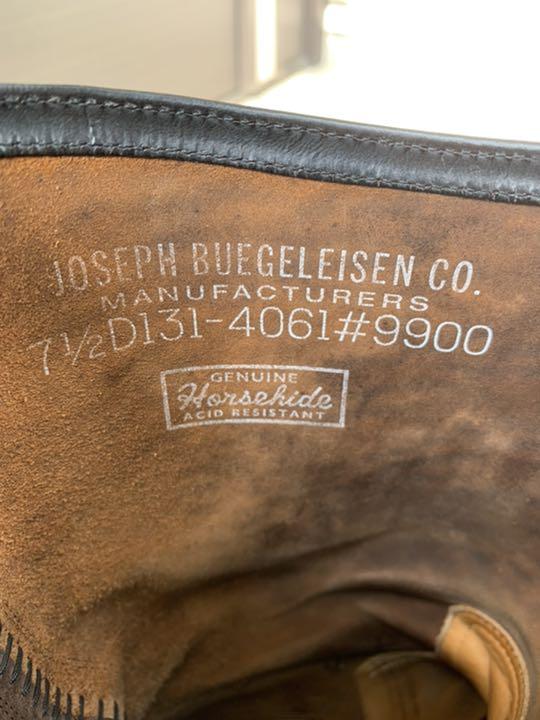 JOSEPH BUEGELEISEN CO.
MANUFACTURERS
7½D131-4061#9900
GENUINE
Horsehide
ACID RESISTANT